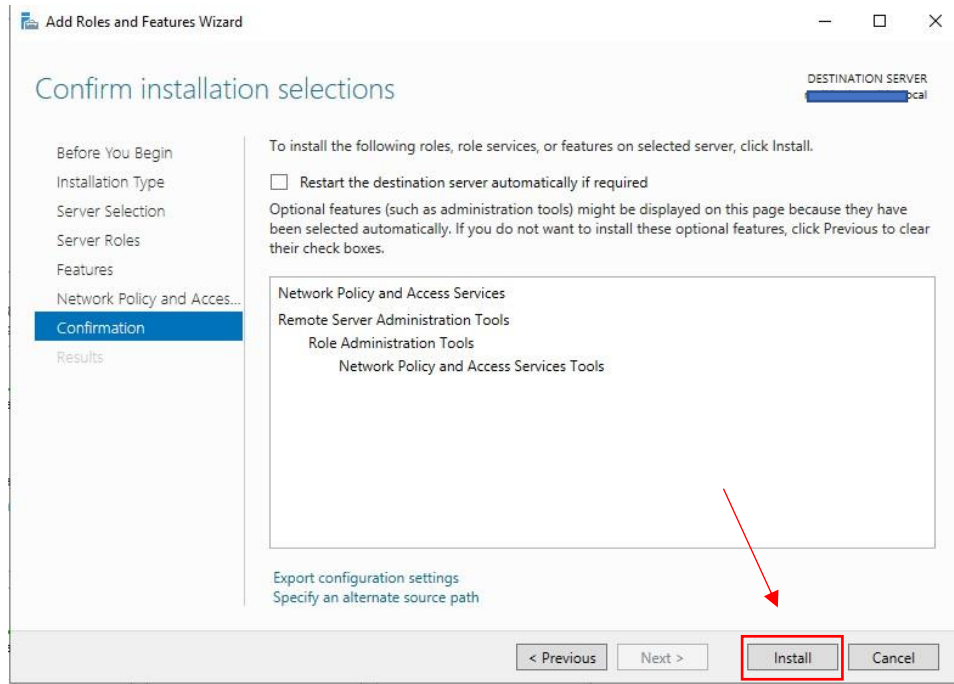 Add Roles and Features Wizard
Confirm installation selections
DESTINATION SERVER
ocal
Before You Begin
Installation Type
Server Selection
Server Roles
Features
Network Policy and Acces...
Confirmation
Results
To install the following roles, role services, or features on selected server, click Install.
Restart the destination server automatically if required
Optional features (such as administration tools) might be displayed on this page because they have
been selected automatically. If you do not want to install these optional features, click Previous to clear
their check boxes.
Network Policy and Access Services
Remote Server Administration Tools
Role Administration Tools
Network Policy and Access Services Tools
Export configuration settings
Specify an alternate source path
< Previous
Next >
Install
Cancel